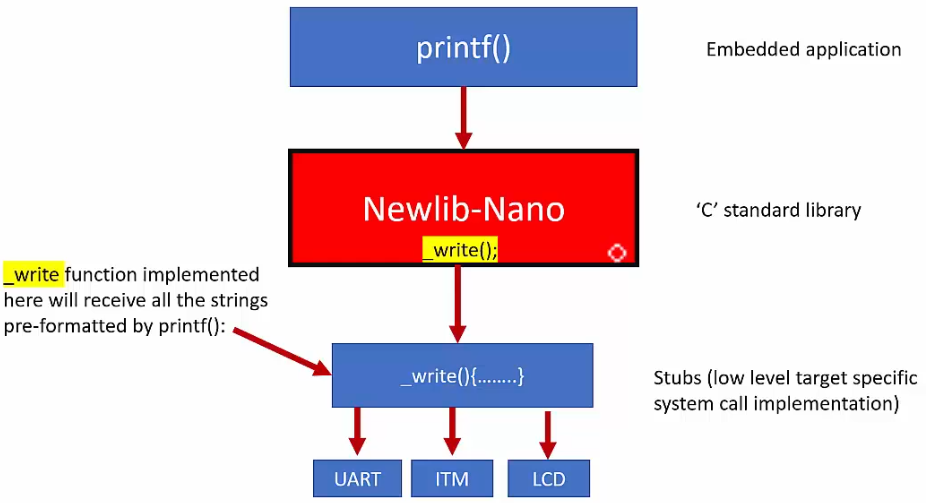 printf()
Embedded application
Newlib-Nano
_write();
‘C’ standard library
_write function implemented
here will receive all the strings
pre-formatted by printf():
_write(){........}
Stubs (low level target specific
system call implementation)
UART
ITM
LCD